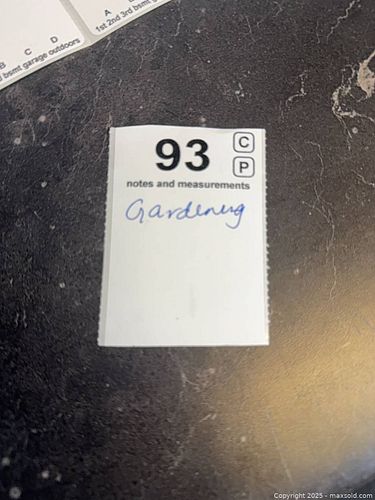 B C D
bsmt garage outdoors
A
1st 2nd 3rd bsmt
93
C
P
notes and measurements
Gardening
Copyright 2025 - maxsold.com